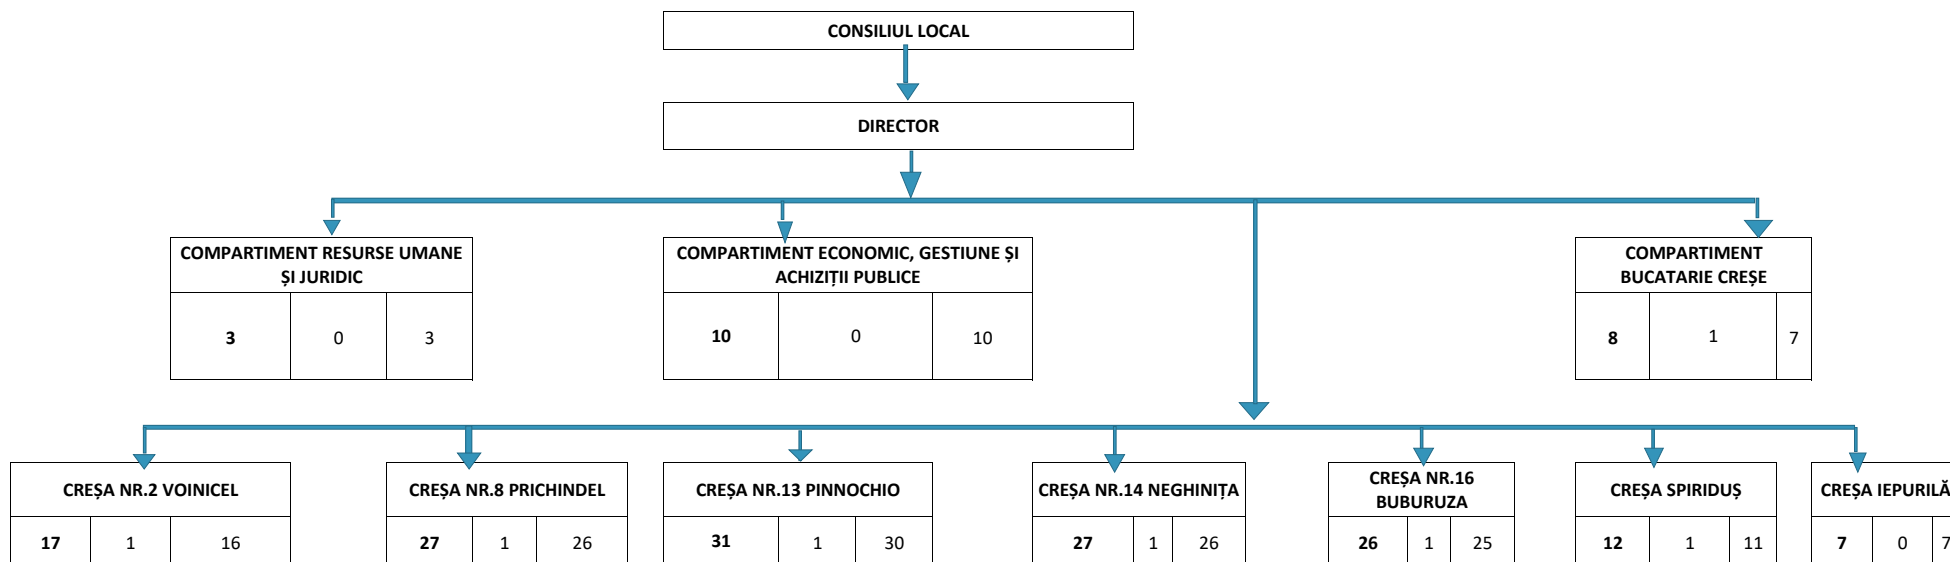 CONSILIUL LOCAL
DIRECTOR
COMPARTIMENT RESURSE UMANE
ȘI JURIDIC
3 0 3
COMPARTIMENT ECONOMIC, GESTIUNE ȘI
ACHIZIȚII PUBLICE
10 0 10
COMPARTIMENT
BUCATARIE CREȘE
8 1 7
CREȘA NR.2 VOINICEL
17 1 16
CREȘA NR.8 PRICHINDEL
27 1 26
CREȘA NR.13 PINNOCHIO
31 1 30
CREȘA NR.14 NEGHINIȚA
27 1 26
CREȘA NR.16
BUBURUZA
26 1 25
CREȘA SPIRIDUȘ
12 1 11
CREȘA IEPURILĂ
7 0 7